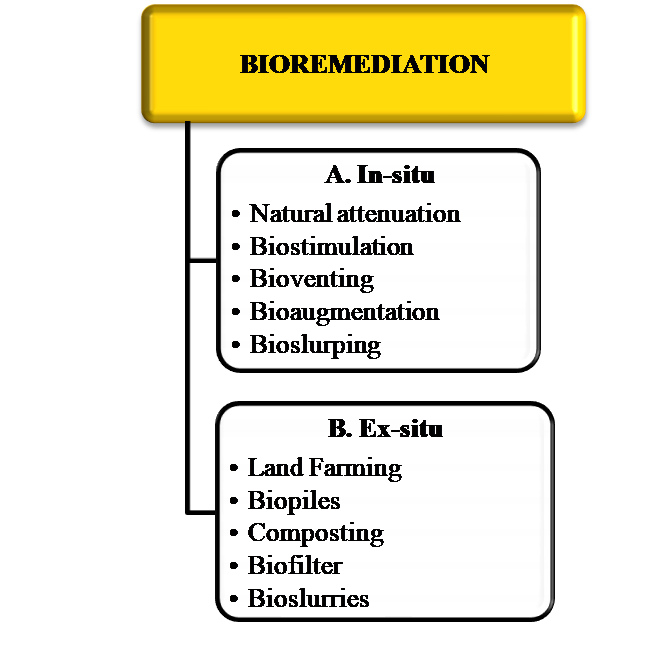 BIOREMEDIATION
A. In-situ
• Natural attenuation
• Biostimulation
• Bioventing
• Bioaugmentation
• Bioslurping
B. Ex-situ
• Land Farming
• Biopiles
• Composting
• Biofilter
• Bioslurries